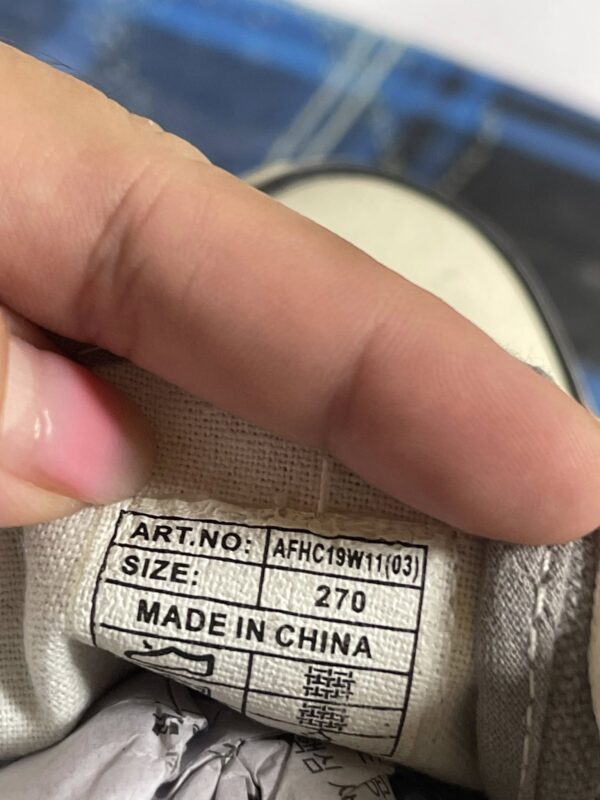 ART.NO: AFHC19W11(03)
SIZE: 270
MADE IN CHINA